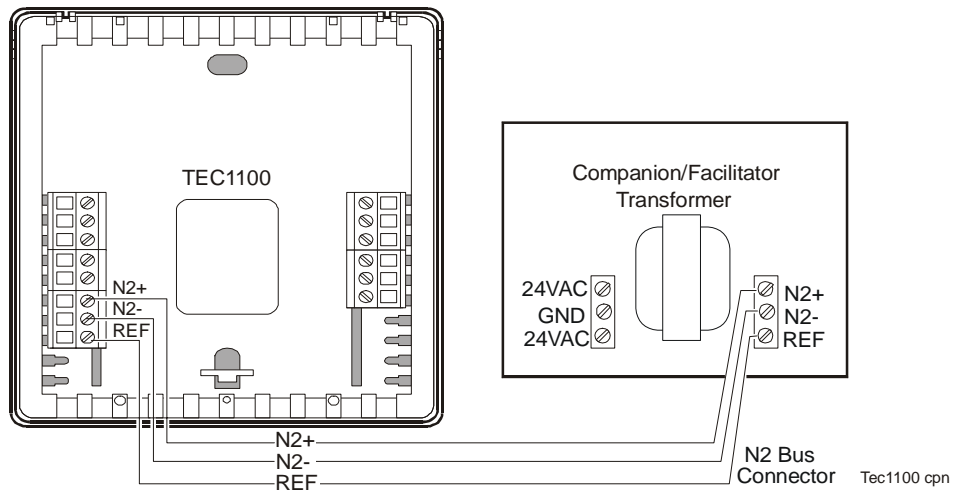 TEC1100
N2+
N2-
REF
Companion/Facilitator
Transformer
24VAC
GND
24VAC
N2+
N2-
REF
N2+
N2-
REF
N2 Bus
Connector
Tec1100 cpn